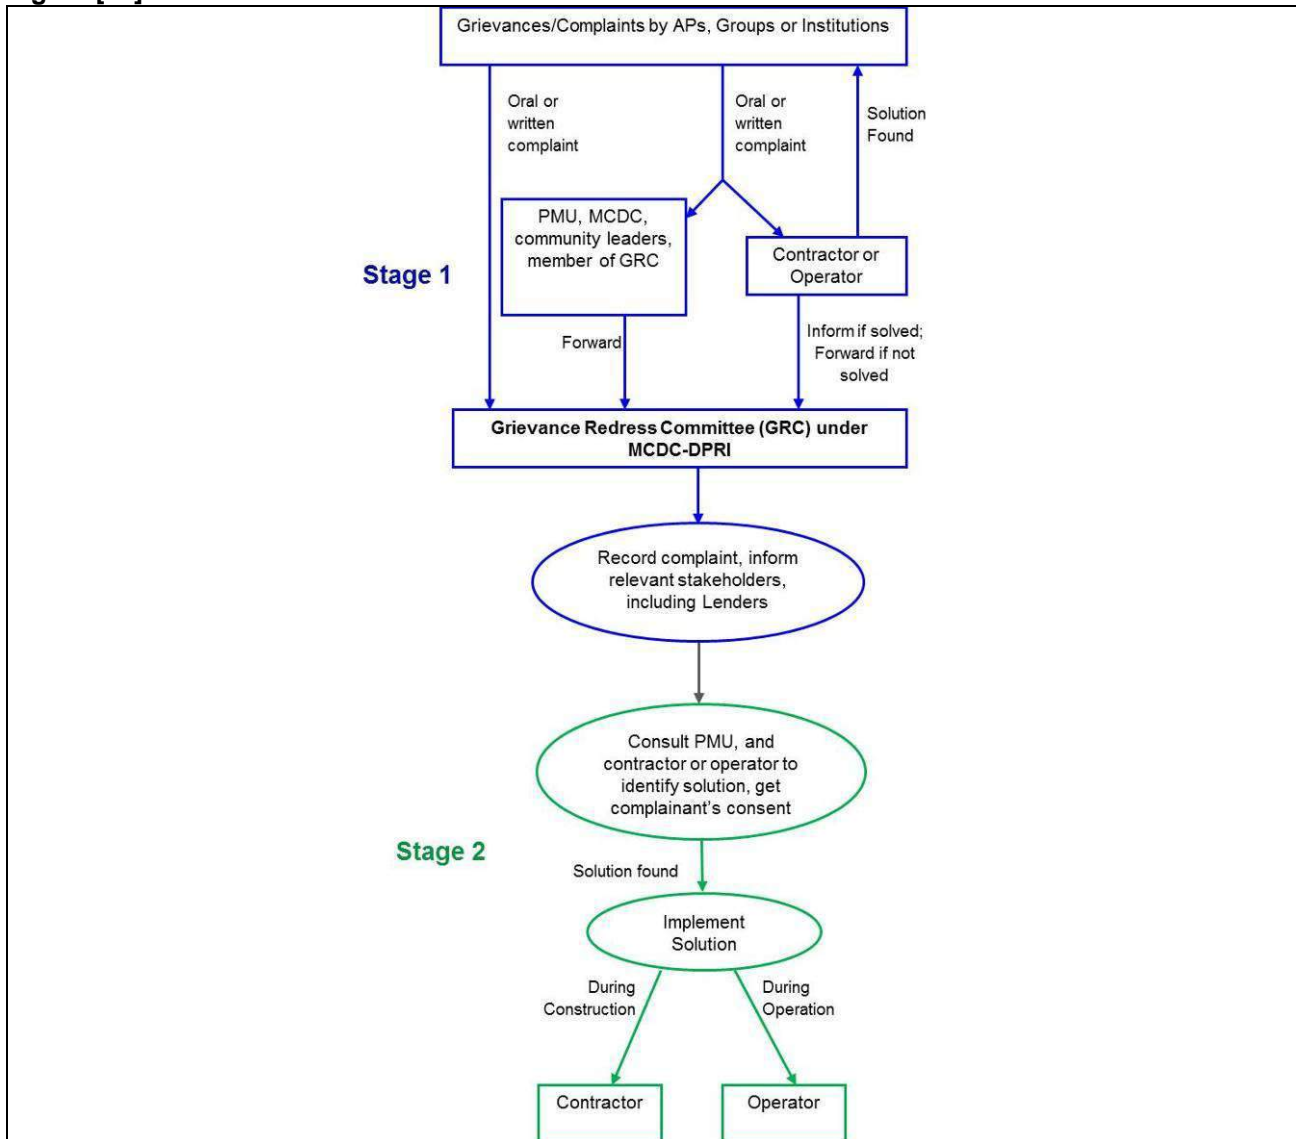 Grievances/Complaints by APs, Groups or Institutions
Oral or
written
complaint
Oral or
written
complaint
Solution
Found
PMU, MCDC,
community leaders,
member of GRC
Contractor or
Operator
Stage 1
Forward
Inform if solved;
Forward if not
solved
Grievance Redress Committee (GRC) under
MCDC-DPRI
Record complaint, inform
relevant stakeholders,
including Lenders
Consult PMU, and
contractor or operator to
identify solution, get
complainant's consent
Stage 2
Solution found
Implement
Solution
During
Construction
During
Operation
Contractor
Operator